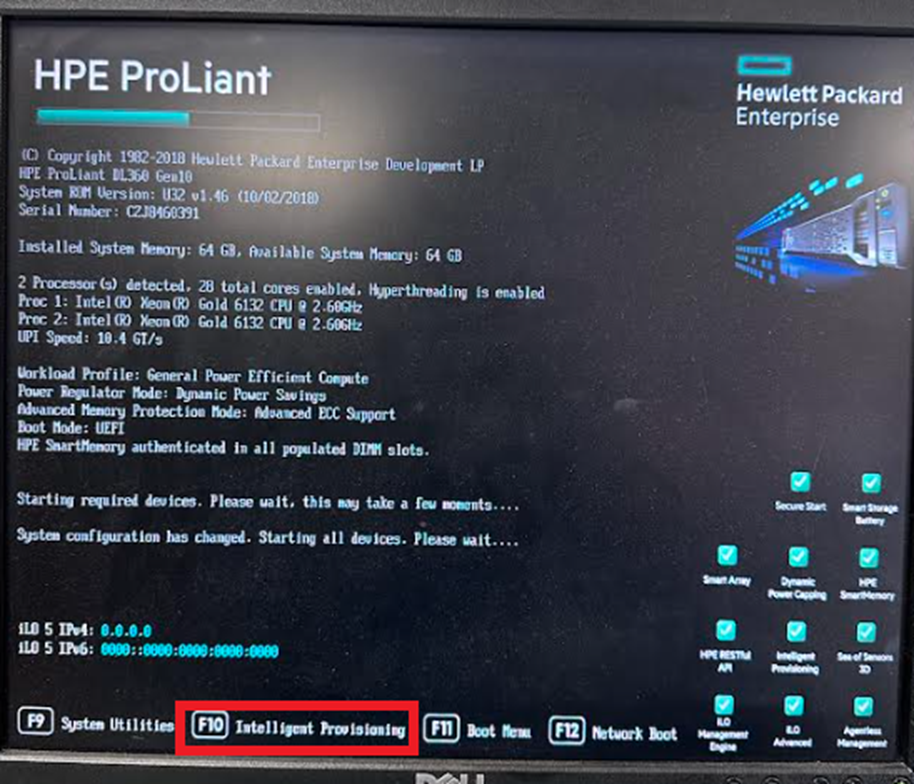 HPE ProLiant
Hewlett Packard
Enterprise
(C) Copyright 1982-2018 Hewlett Packard Enterprise Development LP
HPE ProLiant DL360 Gen10
System ROM Version: U32 v1.46 (10/02/2018)
Serial Number: CZJ8460391
Installed System Memory: 64 GB, Available System Memory: 64 GB
2 Processor(s) detected, 28 total cores enabled, Hyperthreading is enabled
Proc 1: Intel(R) Xeon(R) Gold 6132 CPU @ 2.60GHz
Proc 2: Intel(R) Xeon(R) Gold 6132 CPU @ 2.60GHz
UPI Speed: 10.4 GT/s
Workload Profile: General Power Efficient Compute
Power Regulator Mode: Dynamic Power Savings
Advanced Memory Protection Mode: Advanced ECC Support
Boot Mode: UEFI
HPE SmartMemory authenticated in all populated DIMM slots.
Starting required devices. Please wait, this may take a few moments....
System configuration has changed. Starting all devices. Please wait....
Secure Start
Smart Storage
Battery
Smart Array
Dynamic
Power Capping
HPE
SmartMemory
HPE RESTful
API
Intelligent
Provisioning
Sea of Sensors
3D
iLO
Management
Engine
iLO
Advanced
Agentless
Management
iLO 5 IPv4: 0.0.0.0
iLO 5 IPv6: 0000::0000:0000:0000:0000
F9 System Utilities
F10 Intelligent Provisioning
F11 Boot Menu
F12 Network Boot
DELL